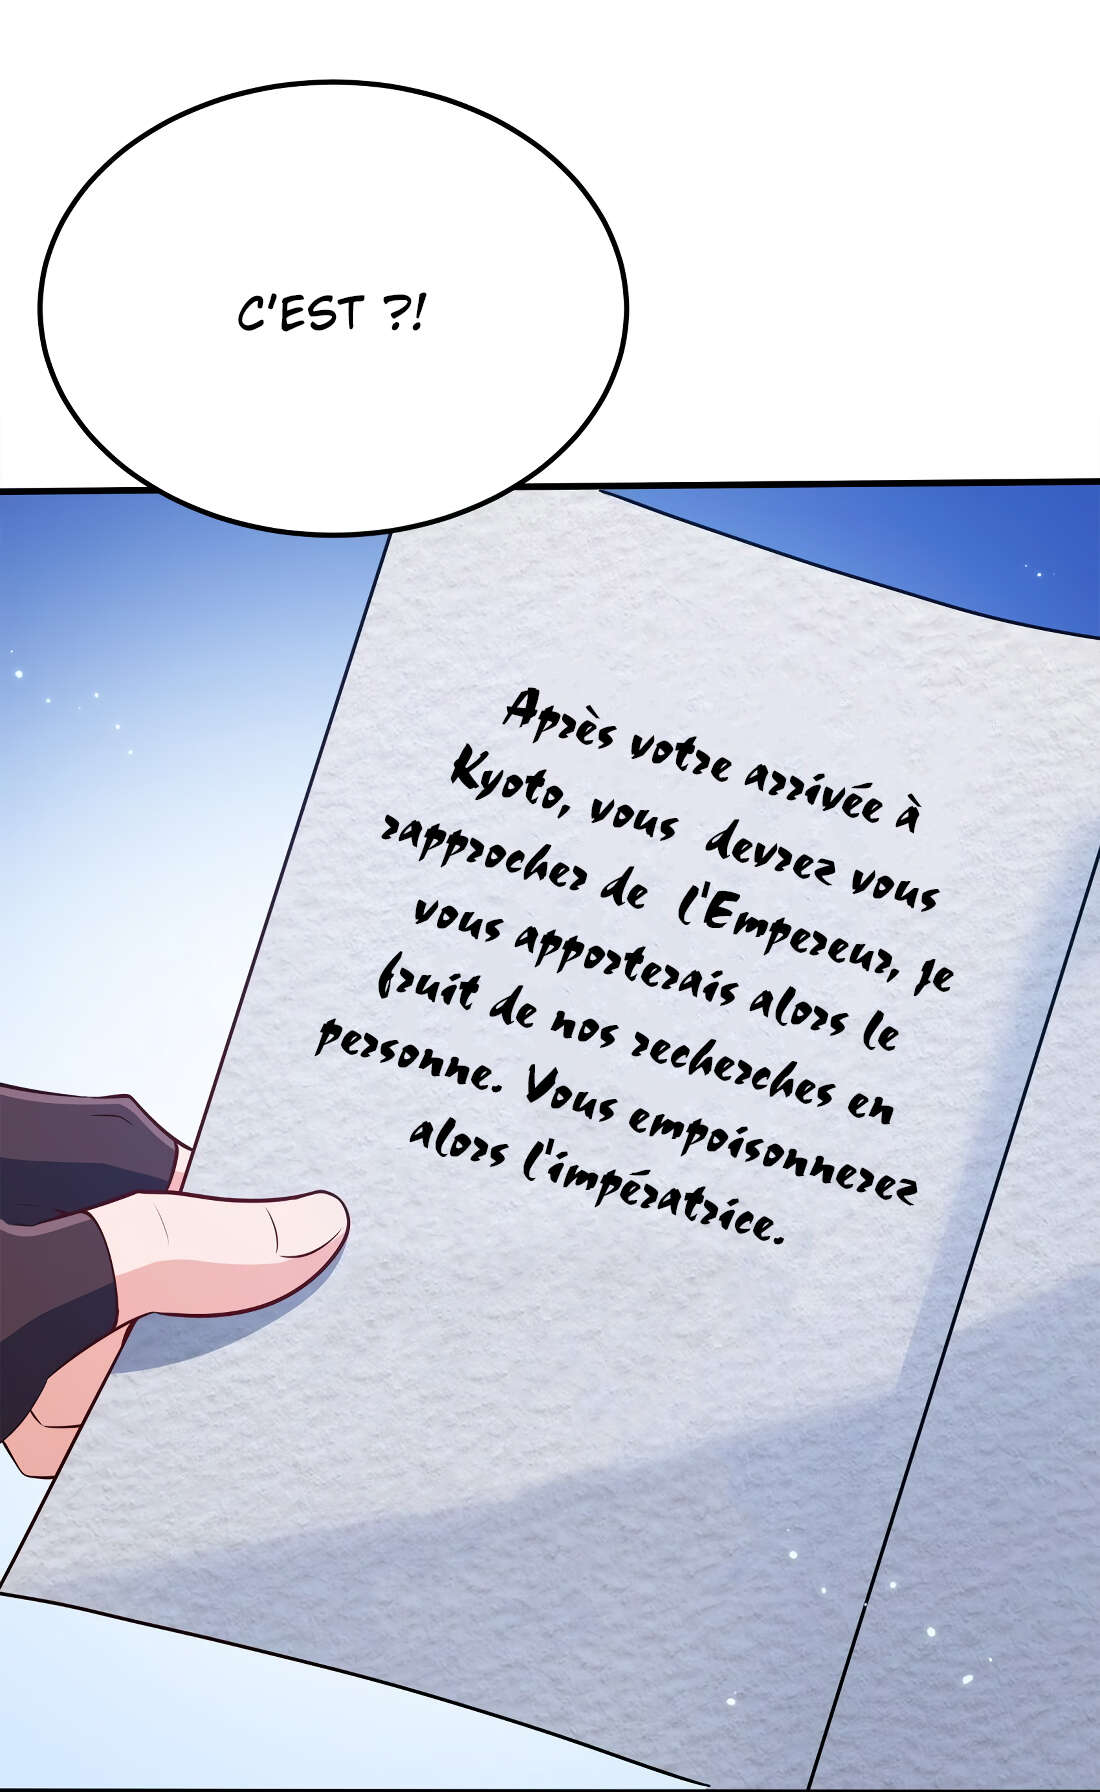 C'EST ?!
Après votre arrivée à
Kyoto, vous devrez vous
rapprocher de l'Empereur, je
vous apporterais alors le
fruit de nos recherches en
personne. Vous empoisonnerez
alors l'impératrice.